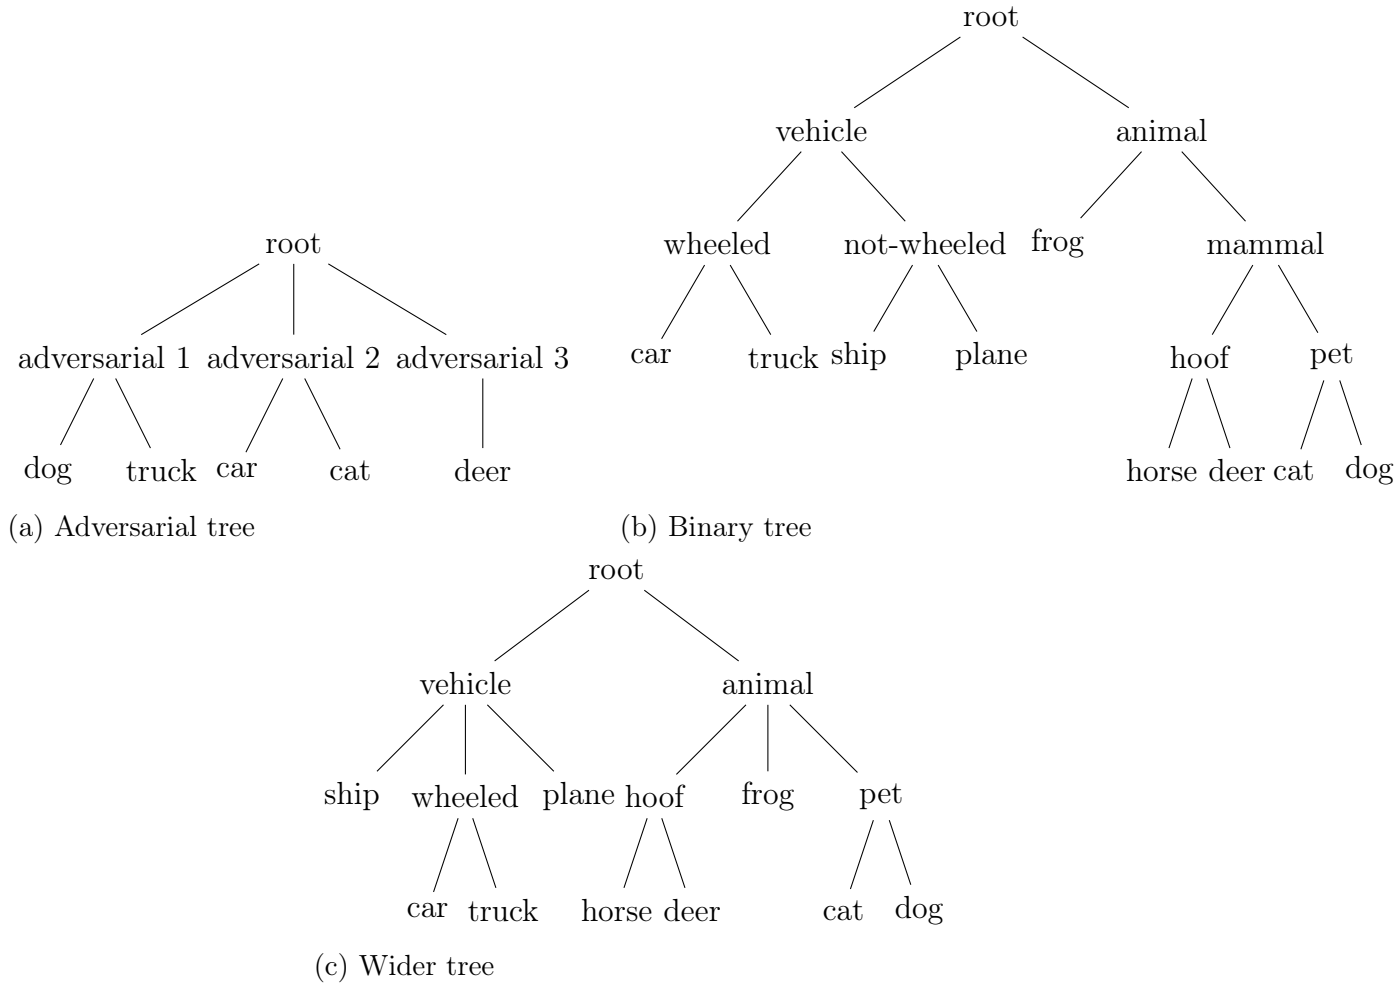 root
adversarial 1 adversarial 2 adversarial 3
dog truck car cat deer
(a) Adversarial tree
root
vehicle animal
wheeled not-wheeled frog mammal
car truck ship plane hoof pet
horse deer cat dog
(b) Binary tree
root
vehicle animal
ship wheeled plane hoof frog pet
car truck horse deer cat dog
(c) Wider tree